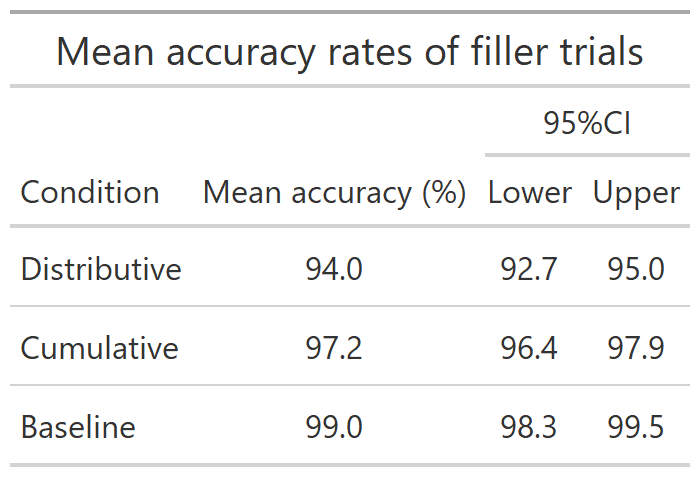 Mean accuracy rates of filler trials
95%CI
Condition Mean accuracy (%) Lower Upper
Distributive 94.0 92.7 95.0
Cumulative 97.2 96.4 97.9
Baseline 99.0 98.3 99.5